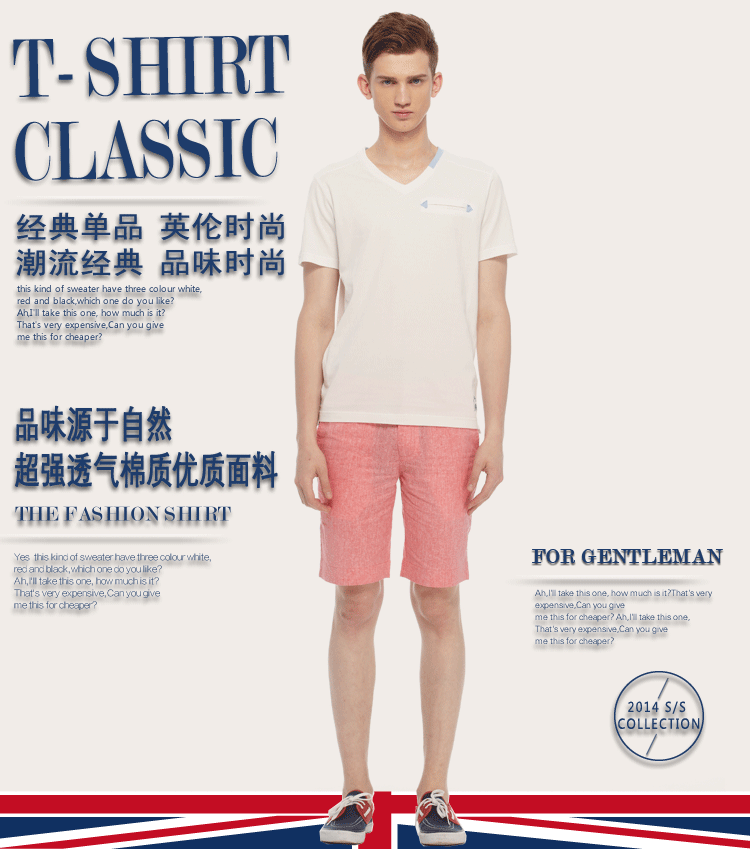 T-SHIRT
CLASSIC
经典单品 英伦时尚
潮流经典 品味时尚
this kind of sweater have three colour white,
red and black,which one do you like?
Ah,I'll take this one, how much is it?
That's very expensive,Can you give
me this for cheaper?
品味源于自然
超强透气棉质优质面料
THE FASHION SHIRT
Yes this kind of sweater have three colour white,
red and black,which one do you like?
Ah,I'll take this one, how much is it?
That's very expensive,Can you give
me this for cheaper?
FOR GENTLEMAN
Ah,I'll take this one, how much is it?That's very
expensive,Can you give
me this for cheaper? Ah,I'll take this one,
That's very expensive,Can you give
me this for cheaper?
2014 S/S
COLLECTION